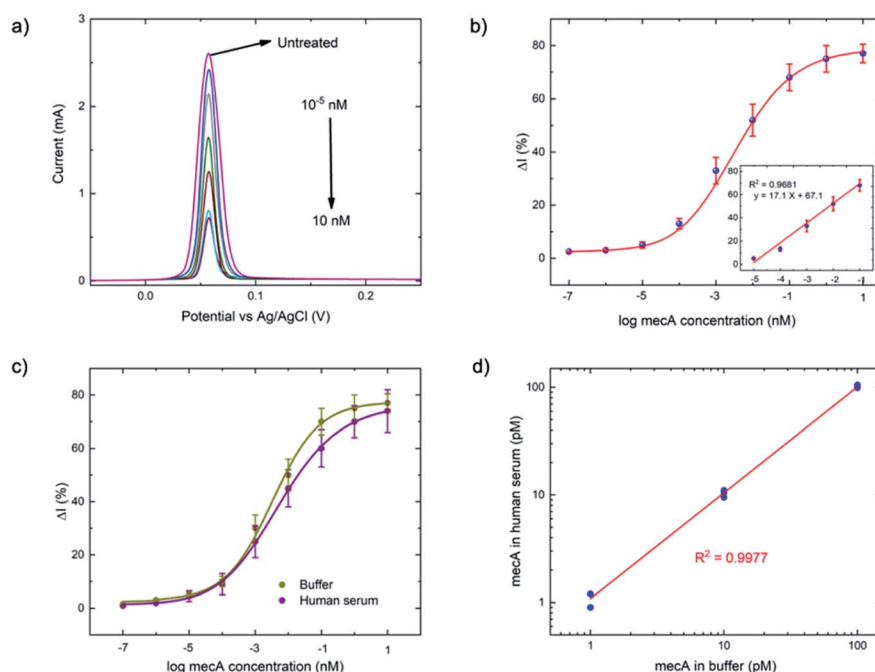 a)
3
2
1
0
Current (mA)
Untreated
10⁻⁵ nM
10 nM
0.0 0.1 0.2
Potential vs Ag/AgCl (V)
b)
80
60
40
20
0
ΔI (%)
R² = 0.9681
y = 17.1 X + 67.1
80
60
40
20
0
-5 -4 -3 -2 -1
-7 -5 -3 -1 1
log mecA concentration (nM)
c)
80
60
40
20
0
ΔI (%)
Buffer
Human serum
-7 -5 -3 -1 1
log mecA concentration (nM)
d)
100
10
1
mecA in human serum (pM)
R² = 0.9977
1 10 100
mecA in buffer (pM)